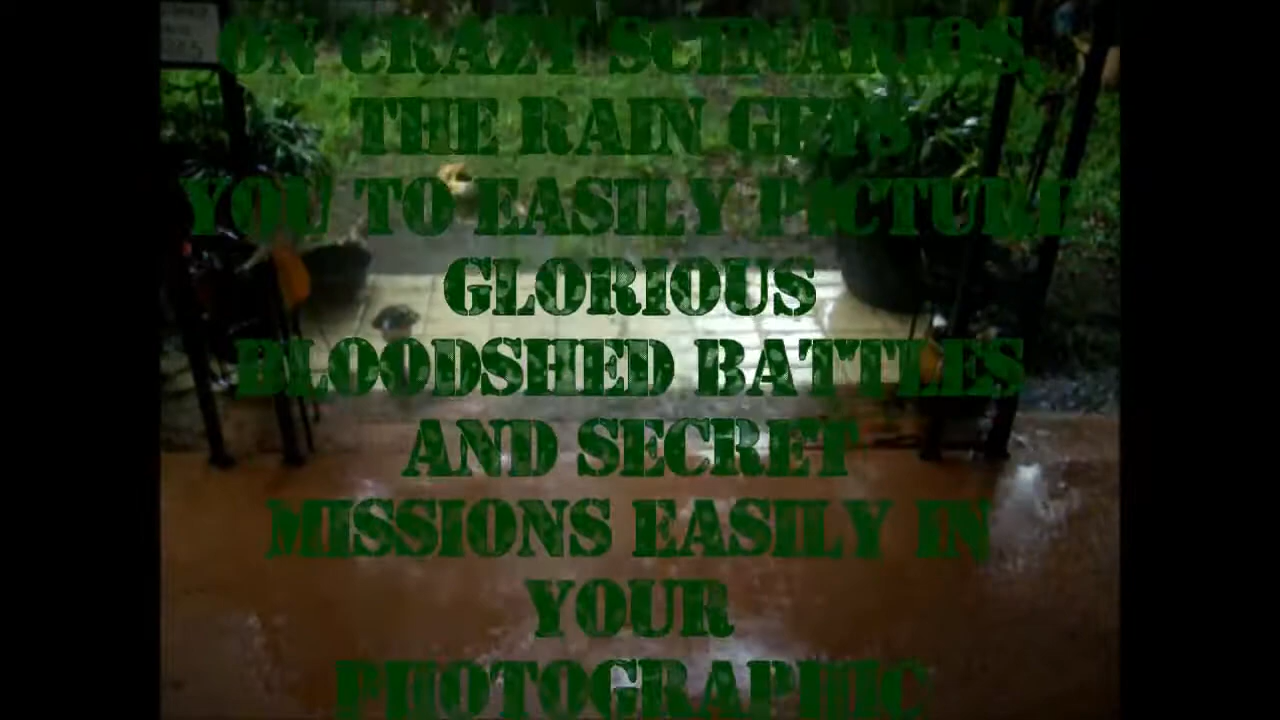 ON CRAZY SCINARIOS,
THE RAIN GETS
YOU TO EASILY PICTURE
GLORIOUS
BLOODSHED BATTLES
AND SECRET
MISSIONS EASILY IN
YOUR
PHOTOGRAPHIC